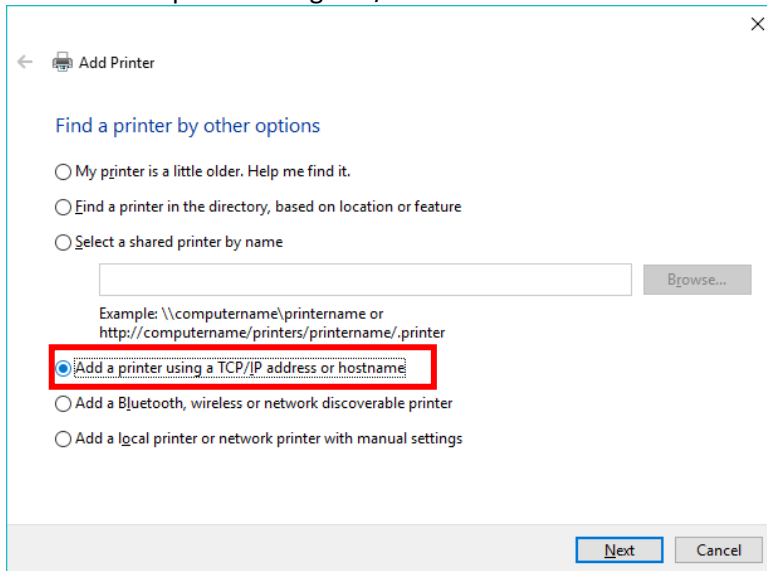 Add Printer
Find a printer by other options
My printer is a little older. Help me find it.
Find a printer in the directory, based on location or feature
Select a shared printer by name
Browse...
Example: \\computername\printername or
http://computername/printers/printername/.printer
Add a printer using a TCP/IP address or hostname
Add a Bluetooth, wireless or network discoverable printer
Add a local printer or network printer with manual settings
Next Cancel